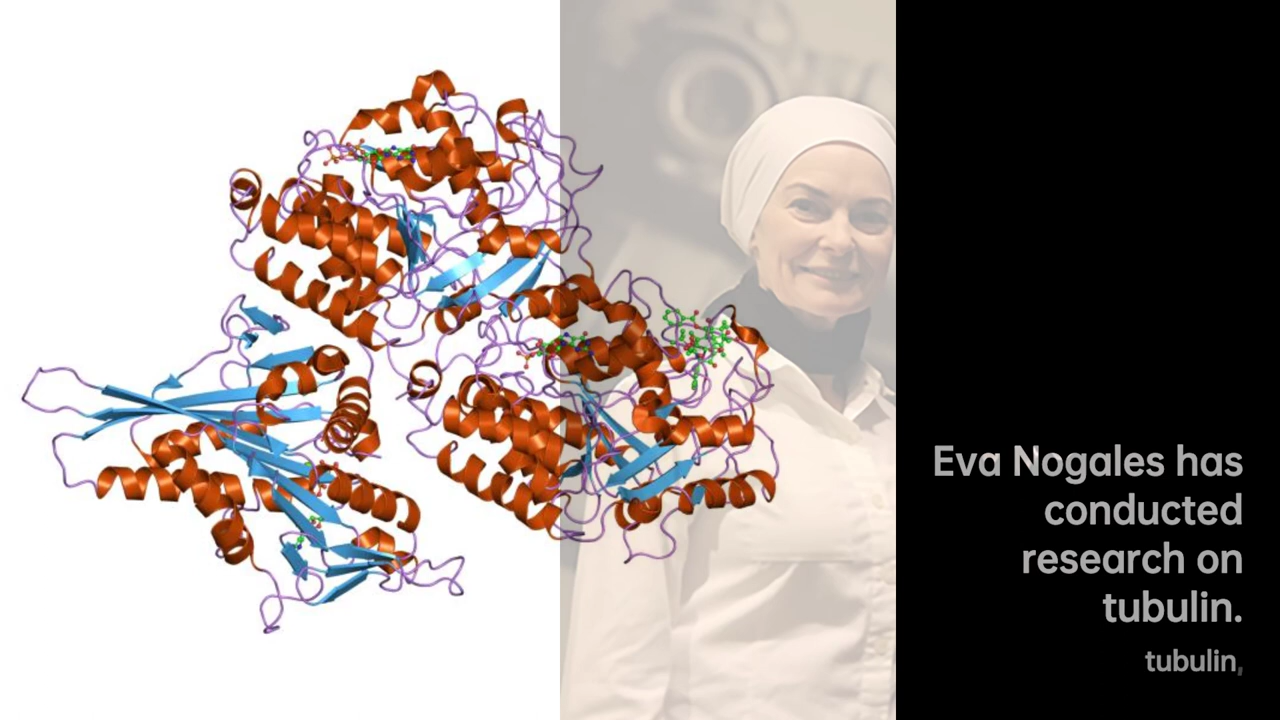 Eva Nogales has
conducted
research on
tubulin.
tubulin,